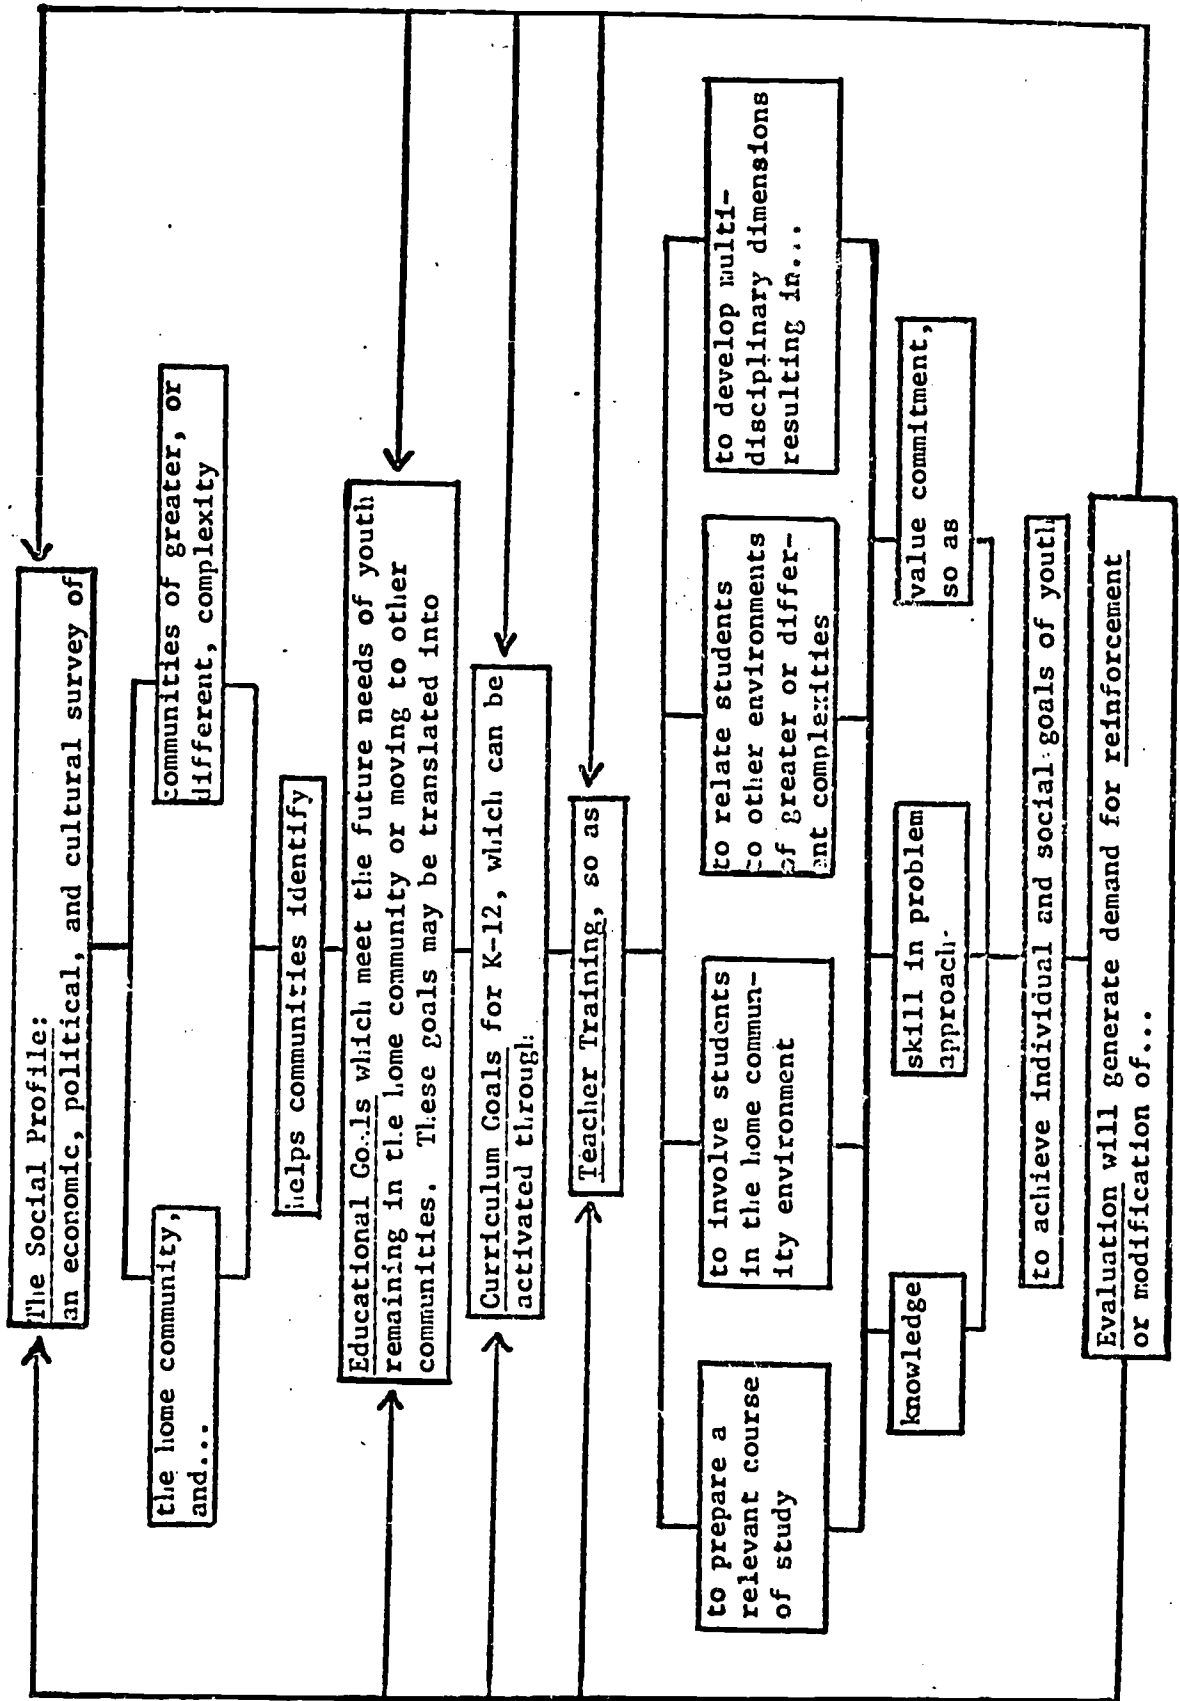 The Social Profile:
an economic, political, and cultural survey of
the home community,
and...
communities of greater, or
different, complexity
helps communities identify
Educational Goals which meet the future needs of youth
remaining in the home community or moving to other
communities. These goals may be translated into
Curriculum Goals for K-12, which can be
activated through
Teacher Training, so as
to prepare a
relevant course
of study
to involve students
in the home commun-
ity environment
to relate students
to other environments
of greater or differ-
ent complexities
to develop multi-
disciplinary dimensions
resulting in...
knowledge
skill in problem
approach
value commitment,
so as
to achieve individual and social goals of youth
Evaluation will generate demand for reinforcement
or modification of...